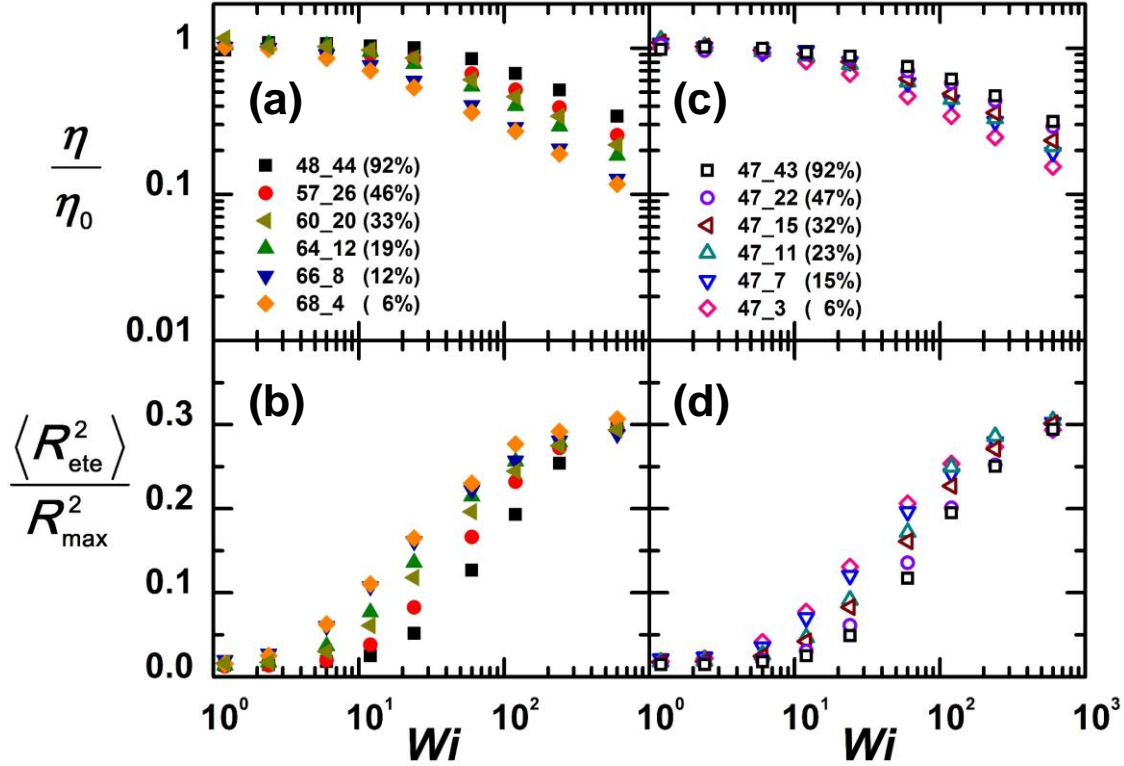 1
0.1
0.01
η
η0
(a)
48_44 (92%)
57_26 (46%)
60_20 (33%)
64_12 (19%)
66_8 (12%)
68_4 ( 6%)
(c)
47_43 (92%)
47_22 (47%)
47_15 (32%)
47_11 (23%)
47_7 (15%)
47_3 ( 6%)
⟨R²ete⟩
R²max
0.3
0.2
0.1
0.0
(b)
(d)
10⁰ 10¹ 10² 10⁰ 10¹ 10² 10³
Wi Wi